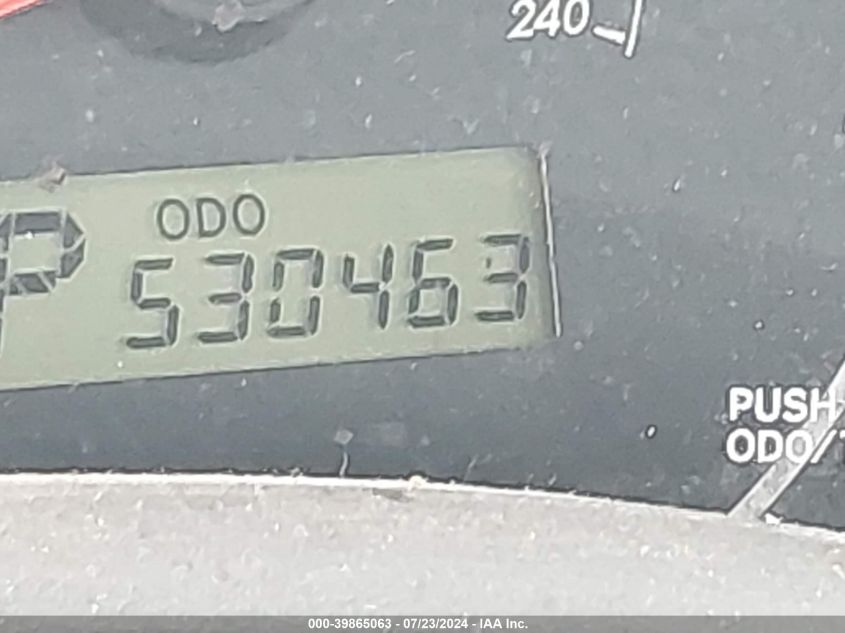 240
P ODO
530463
PUSH
ODO/
000-39865063 - 07/23/2024 - IAA Inc.